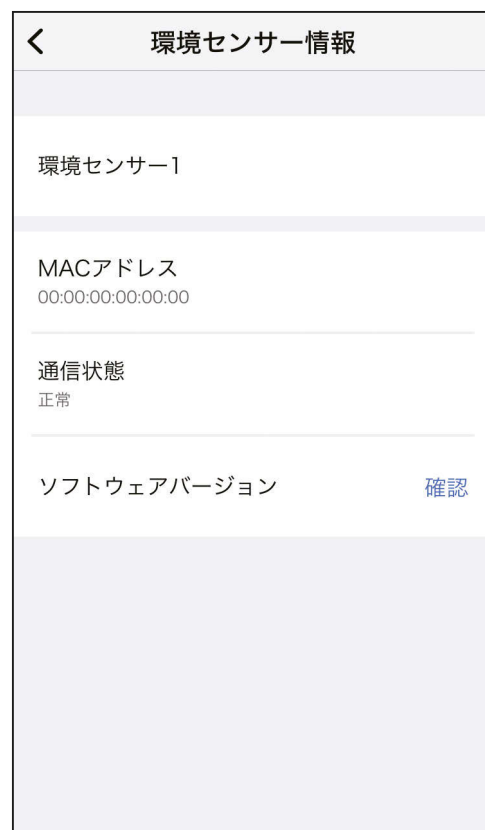 環境センサー情報
環境センサー1
MACアドレス
00:00:00:00:00:00
通信状態
正常
ソフトウェアバージョン 確認